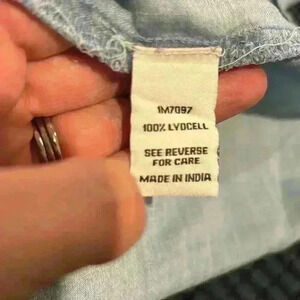 1M7097
100% LYOCELL
SEE REVERSE
FOR CARE
MADE IN INDIA